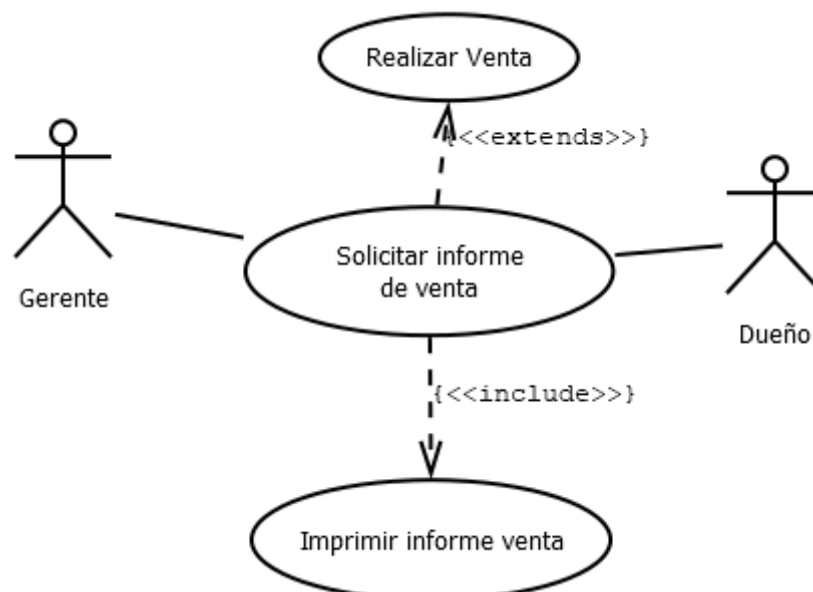 Realizar Venta
{<<extends>>}
Gerente
Solicitar informe
de venta
Dueño
{<<include>>}
Imprimir informe venta